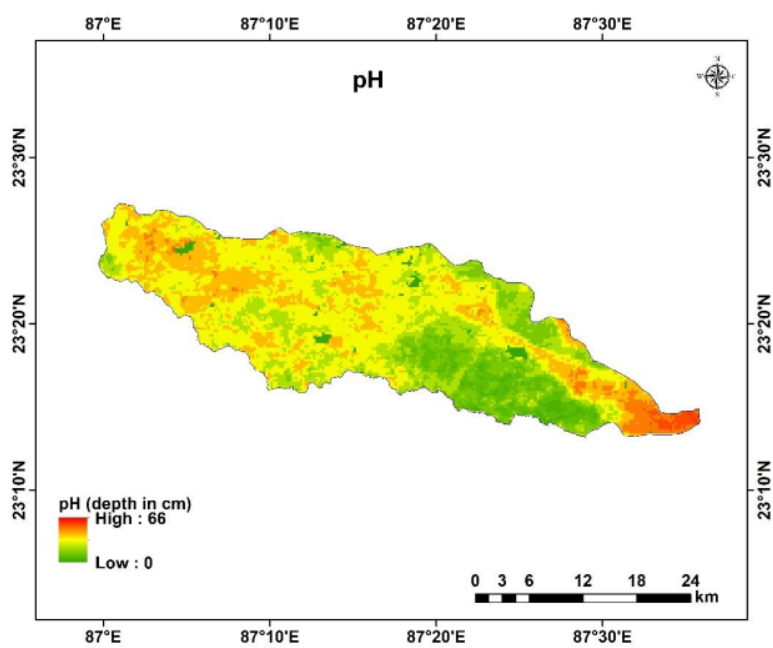 87°0'E 87°10'E 87°20'E 87°30'E
pH
N
W E
S
23°30'N 23°30'N
23°20'N 23°20'N
23°10'N 23°10'N
pH (depth in cm)
High : 66
Low : 0
0 3 6 12 18 24
km
87°0'E 87°10'E 87°20'E 87°30'E